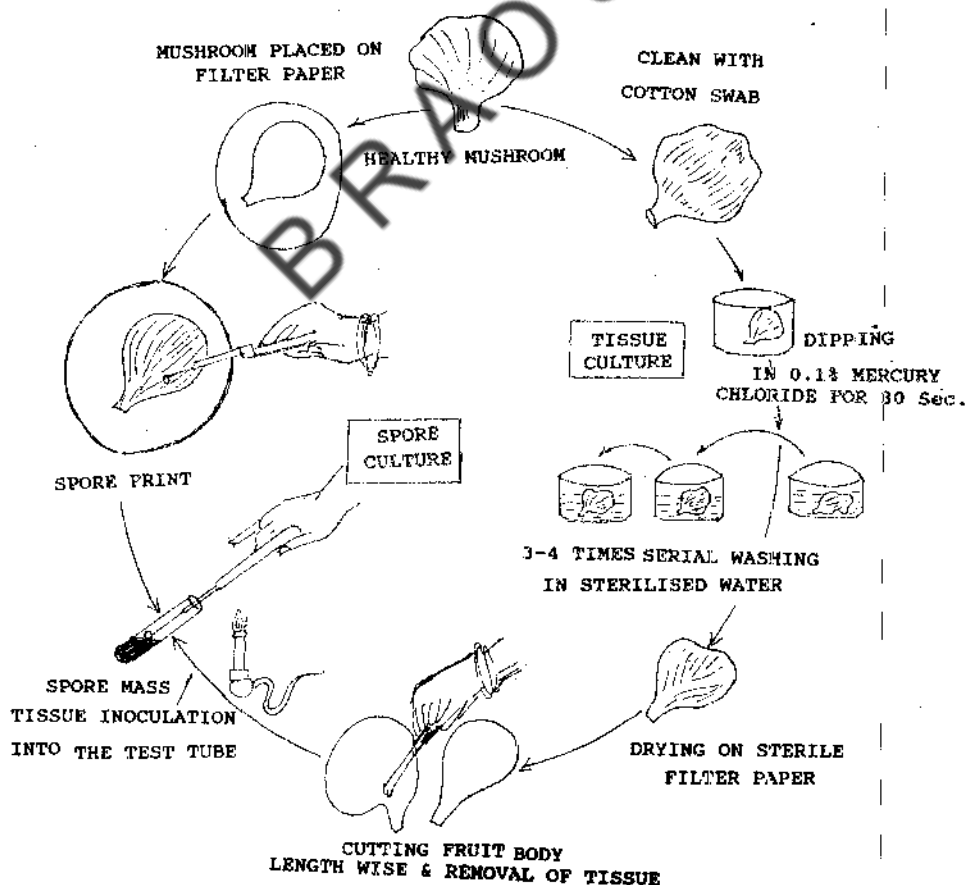 MUSHROOM PLACED ON
FILTER PAPER
CLEAN WITH
COTTON SWAB
HEALTHY MUSHROOM
BRAO
TISSUE
CULTURE
DIPPING
IN 0.1% MERCURY
CHLORIDE FOR 30 Sec.
SPORE
CULTURE
SPORE PRINT
3-4 TIMES SERIAL WASHING
IN STERILISED WATER
SPORE MASS
TISSUE INOCULATION
INTO THE TEST TUBE
DRYING ON STERILE
FILTER PAPER
CUTTING FRUIT BODY
LENGTH WISE & REMOVAL OF TISSUE